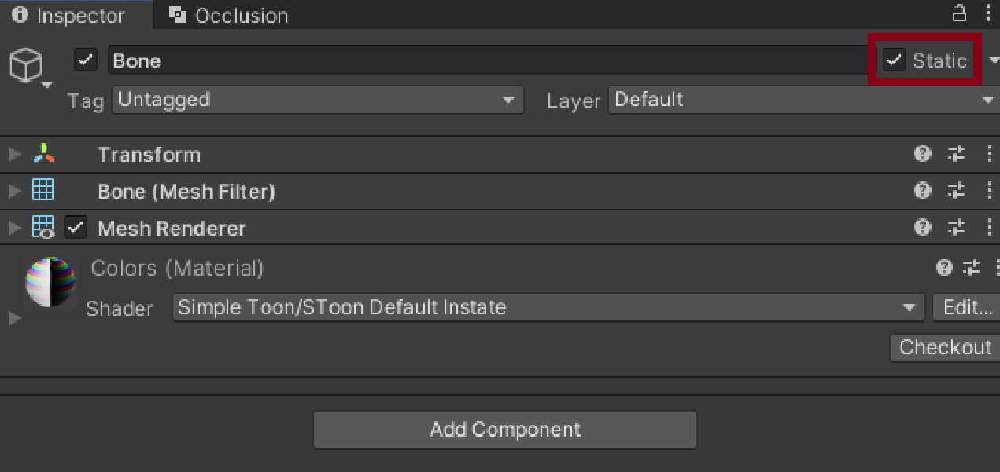 Inspector Occlusion
Bone Static
Tag Untagged Layer Default
Transform
Bone (Mesh Filter)
Mesh Renderer
Colors (Material)
Shader Simple Toon/SToon Default Instate Edit...
Checkout
Add Component